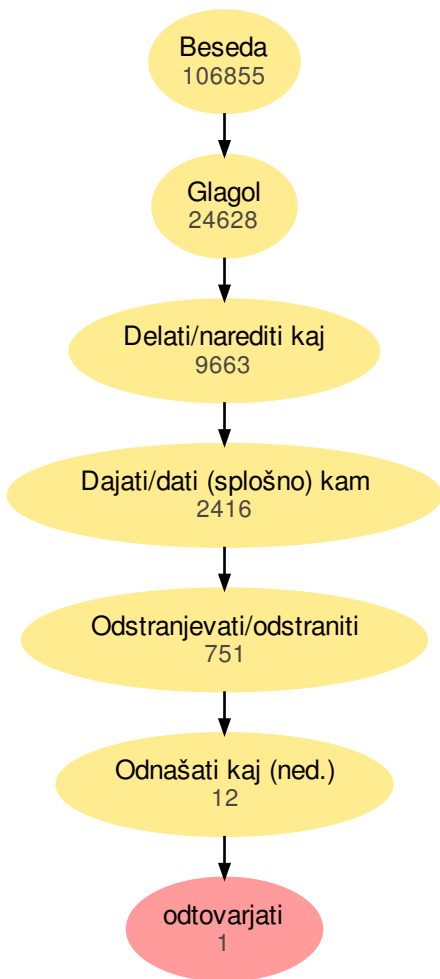 Beseda
106855
Glagol
24628
Delati/narediti kaj
9663
Dajati/dati (splošno) kam
2416
Odstranjevati/odstraniti
751
Odnašati kaj (ned.)
12
odtovarjati
1